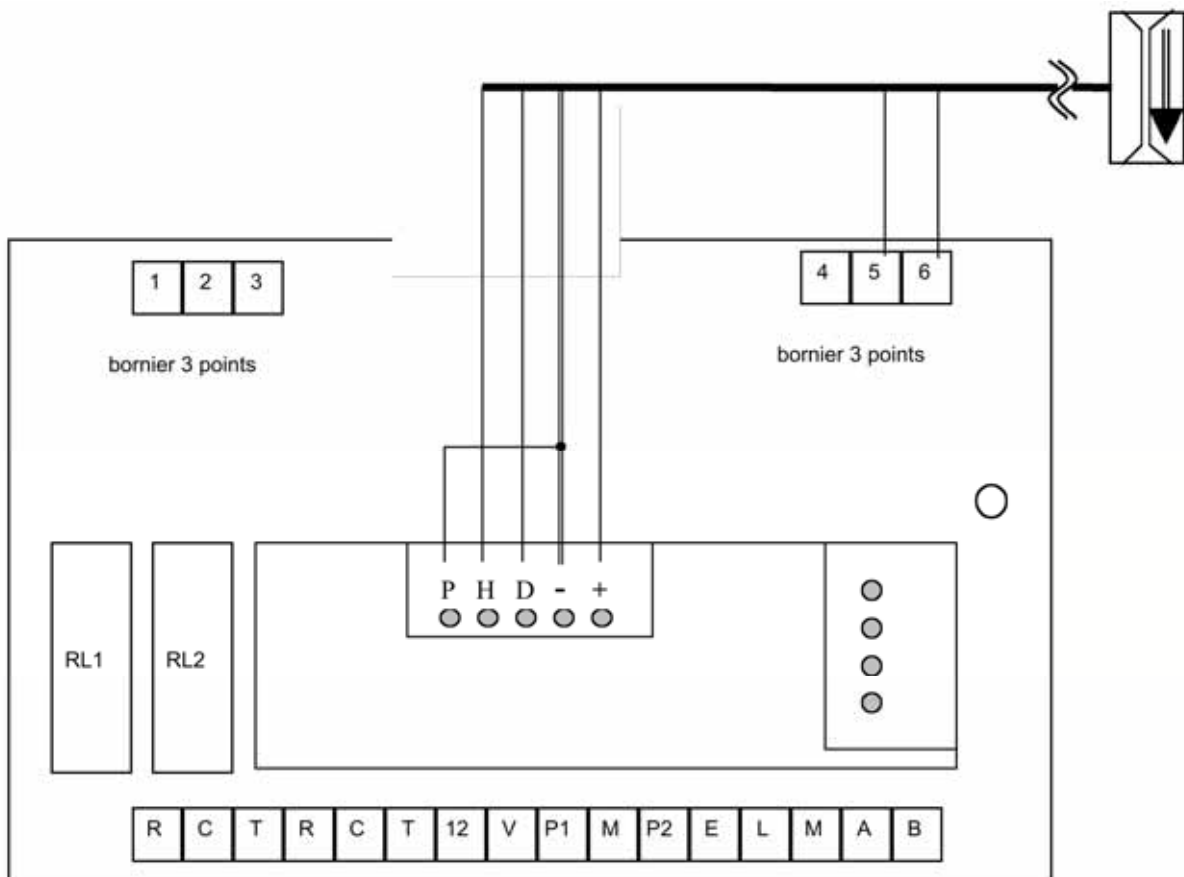 1 2 3
4 5 6
bornier 3 points
bornier 3 points
P H D - +
RL1
RL2
R C T R C T 12 V P1 M P2 E L M A B